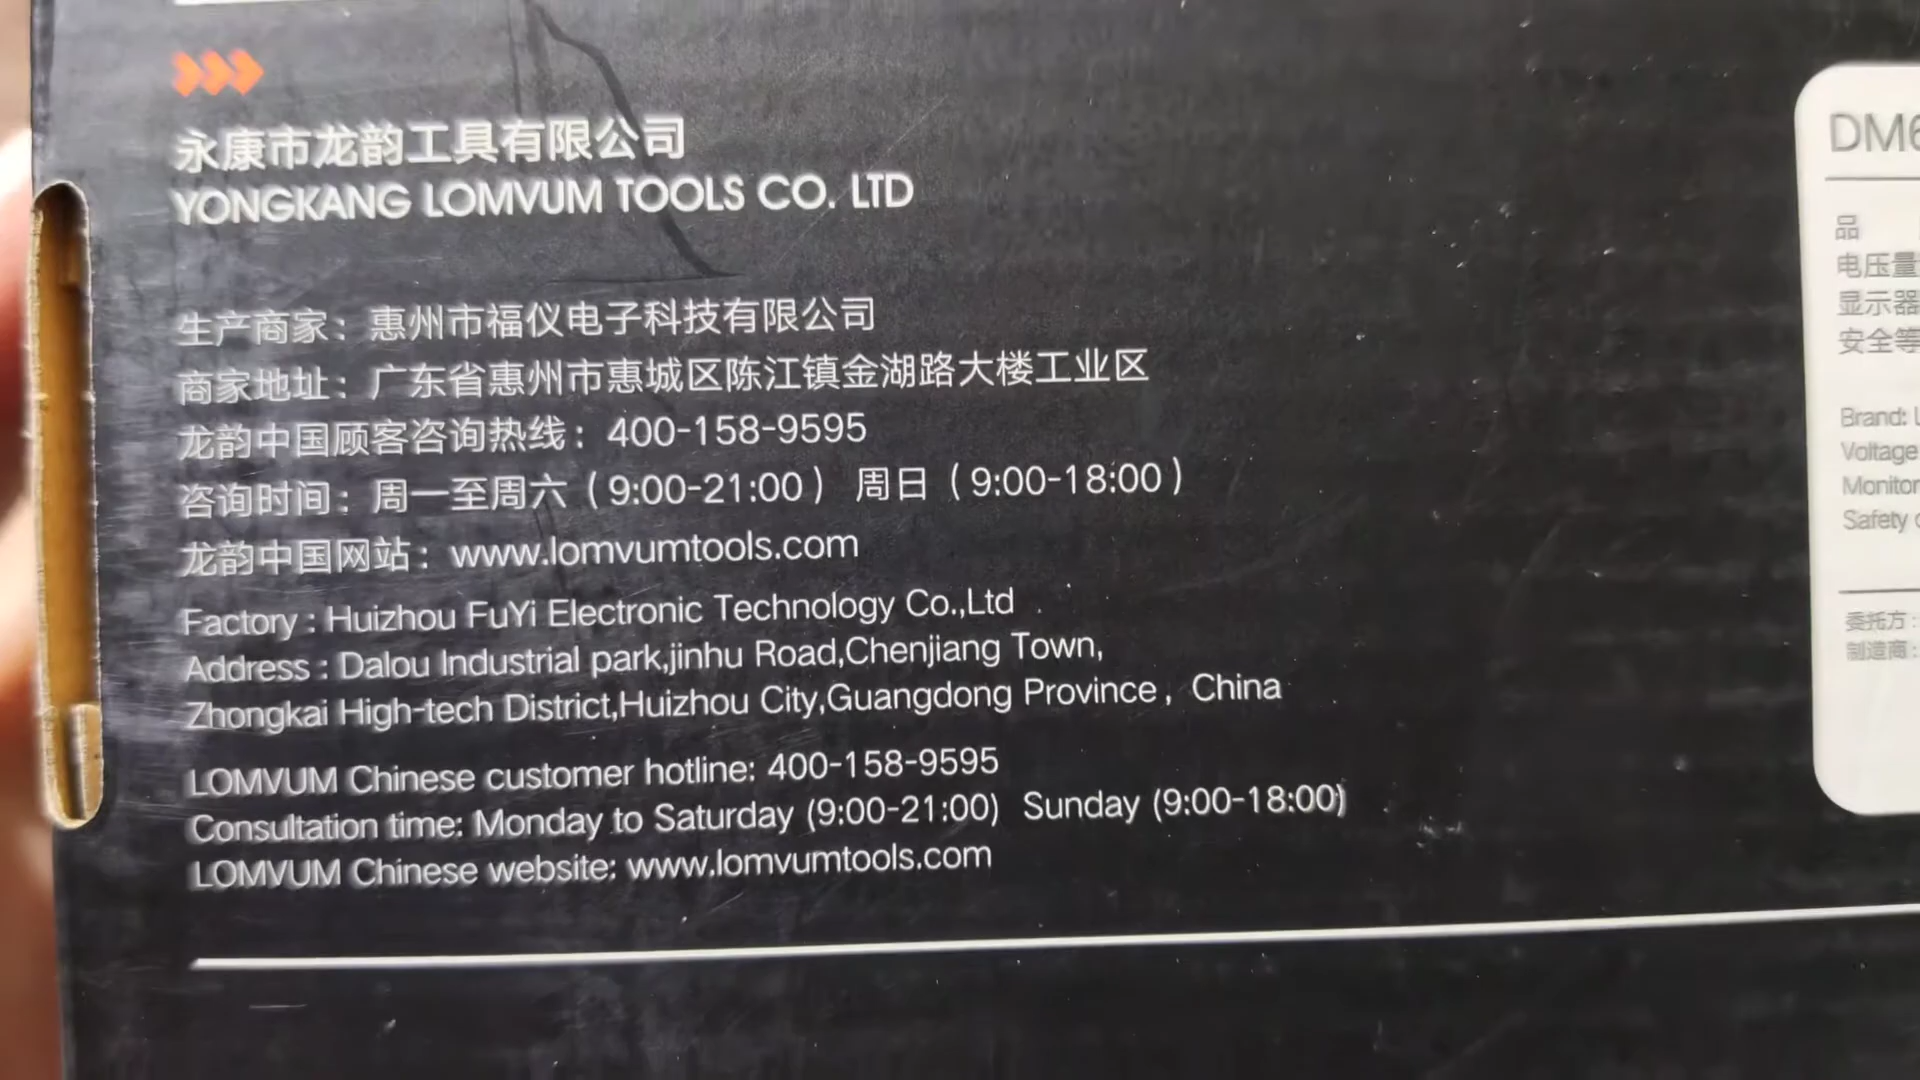 永康市龙韵工具有限公司
YONGKANG LOMVUM TOOLS CO. LTD
生产商家：惠州市福仪电子科技有限公司
商家地址：广东省惠州市惠城区陈江镇金湖路大楼工业区
龙韵中国顾客咨询热线：400-158-9595
咨询时间：周一至周六（9:00-21:00） 周日（9:00-18:00）
龙韵中国网站：www.lomvumtools.com
Factory : Huizhou FuYi Electronic Technology Co.,Ltd
Address : Dalou Industrial park,jinhu Road,Chenjiang Town,
Zhongkai High-tech District,Huizhou City,Guangdong Province，China
LOMVUM Chinese customer hotline: 400-158-9595
Consultation time: Monday to Saturday (9:00-21:00) Sunday (9:00-18:00)
LOMVUM Chinese website: www.lomvumtools.com
DM6
品
电压量
显示器
安全等
Brand:
Voltage
Monitor
Safety
委托方：
制造商：